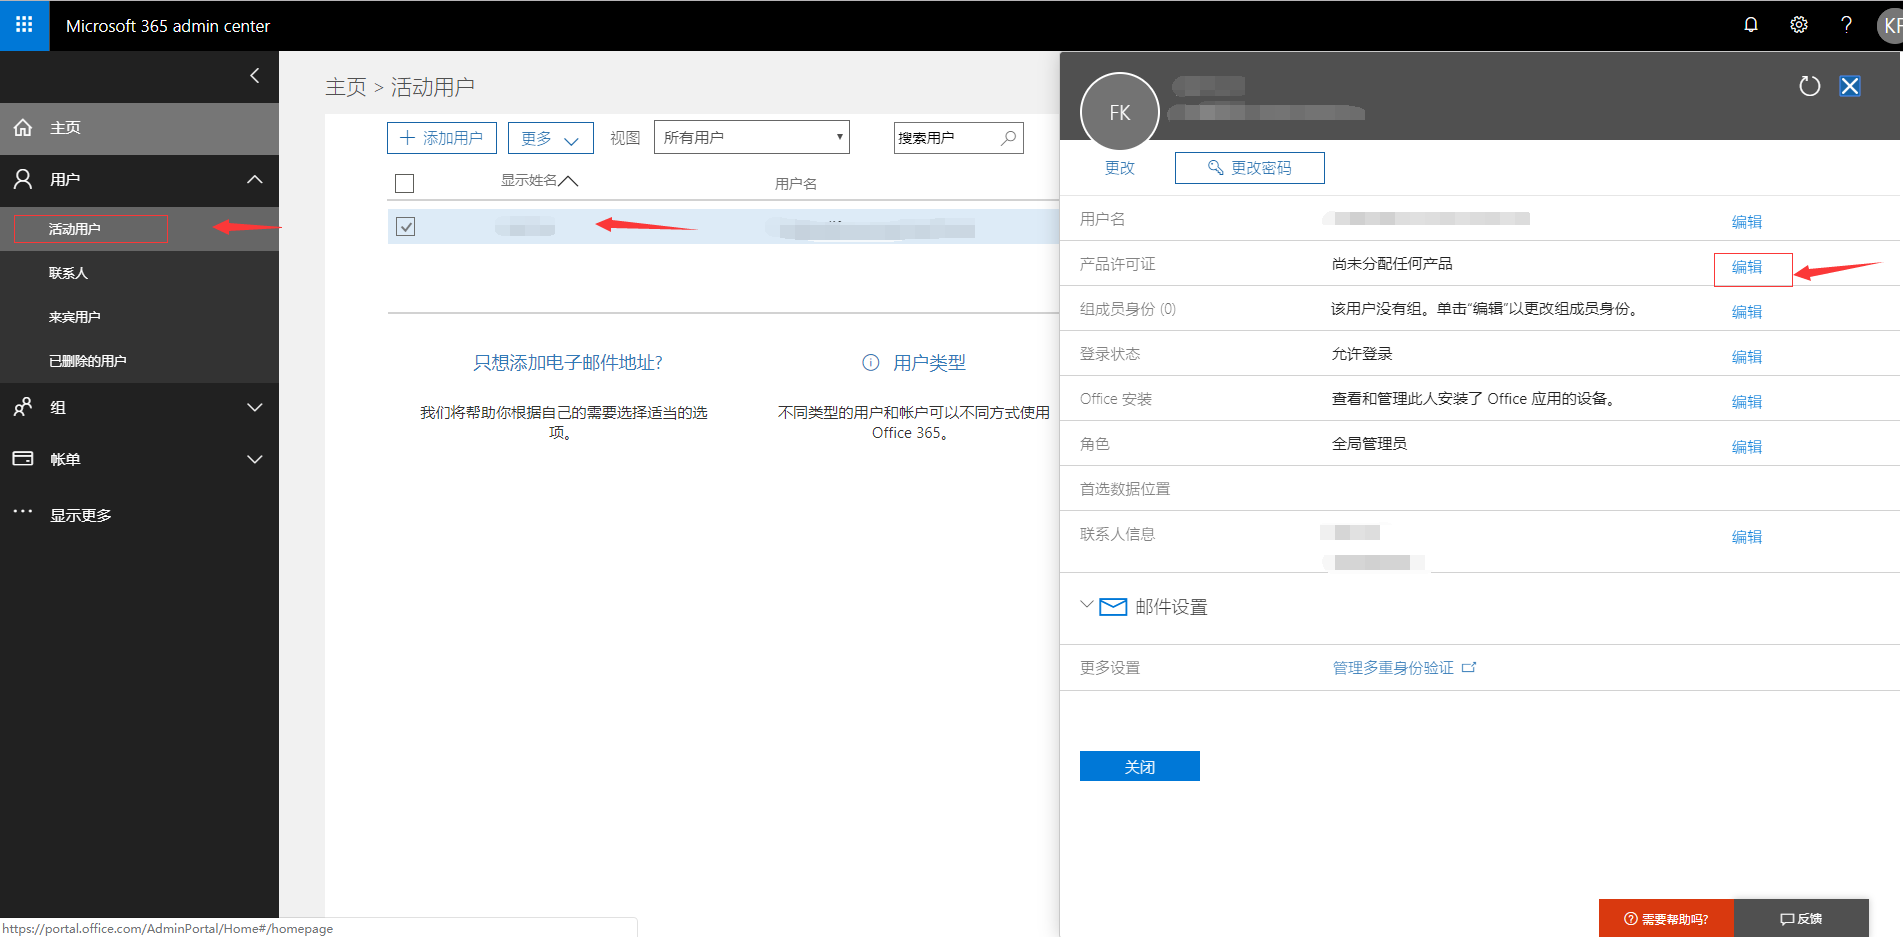 Microsoft 365 admin center
KF
主页
用户
活动用户
联系人
来宾用户
已删除的用户
组
帐单
显示更多
主页 > 活动用户
添加用户
更多
视图
所有用户
搜索用户
显示姓名
用户名
只想添加电子邮件地址?
我们将帮助你根据自己的需要选择适当的选
项。
用户类型
不同类型的用户和帐户可以不同方式使用
Office 365。
FK
更改
更改密码
用户名 编辑
产品许可证 尚未分配任何产品 编辑
组成员身份 (0) 该用户没有组。单击“编辑”以更改组成员身份。 编辑
登录状态 允许登录 编辑
Office 安装 查看和管理此人安装了 Office 应用的设备。 编辑
角色 全局管理员 编辑
首选数据位置
联系人信息 编辑
邮件设置
更多设置 管理多重身份验证
关闭
需要帮助吗?
反馈
https://portal.office.com/AdminPortal/Home#/homepage